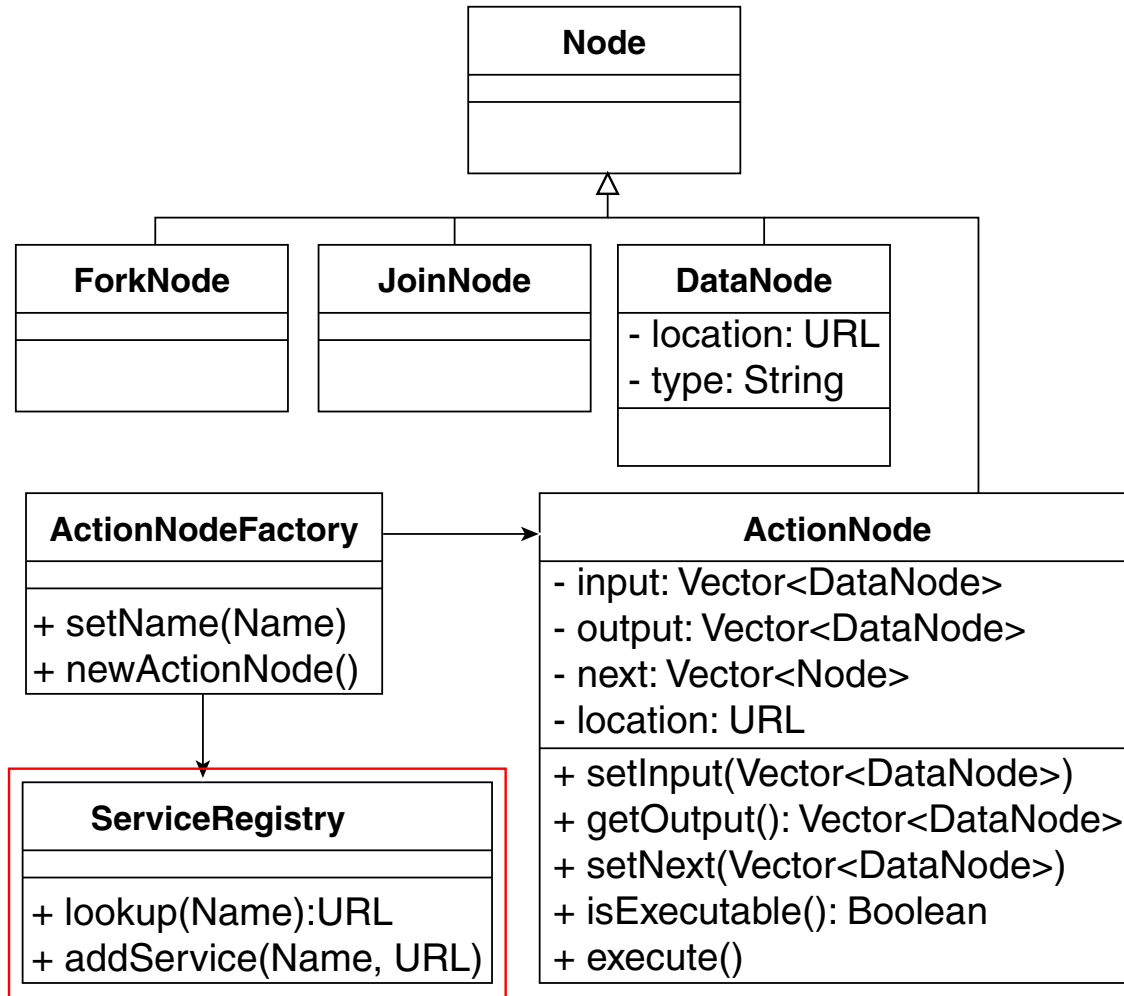 Node
ForkNode
JoinNode
DataNode
- location: URL
- type: String
ActionNodeFactory
+ setName(Name)
+ newActionNode()
ActionNode
- input: Vector<DataNode>
- output: Vector<DataNode>
- next: Vector<Node>
- location: URL
+ setInput(Vector<DataNode>)
+ getOutput(): Vector<DataNode>
+ setNext(Vector<DataNode>)
+ isExecutable(): Boolean
+ execute()
ServiceRegistry
+ lookup(Name):URL
+ addService(Name, URL)